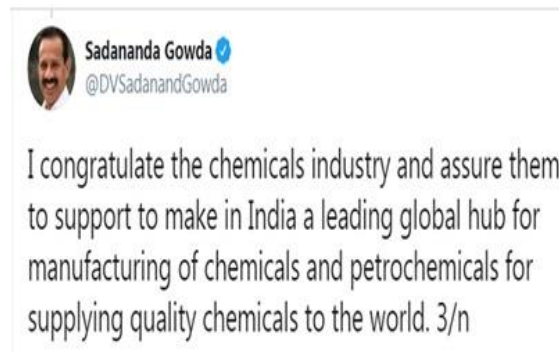 Sadananda Gowda
@DVSadanandGowda
I congratulate the chemicals industry and assure them
to support to make in India a leading global hub for
manufacturing of chemicals and petrochemicals for
supplying quality chemicals to the world. 3/n